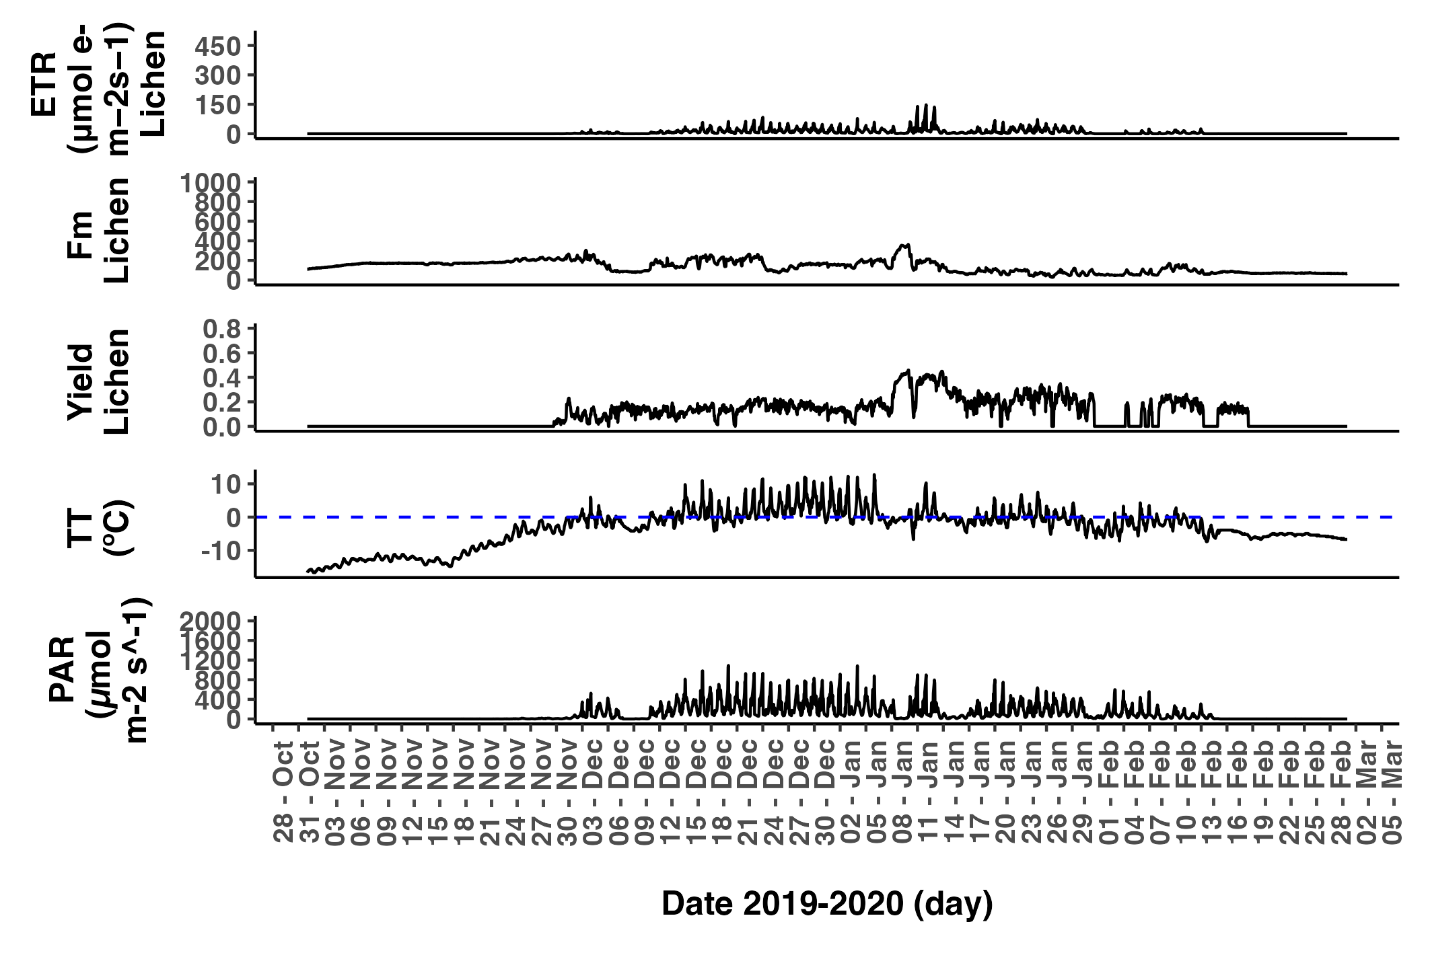 ETR
(μmol e-
m−2s−1)
Lichen
450
300
150
0
Fm
Lichen
1000
800
600
400
200
0
Yield
Lichen
0.8
0.6
0.4
0.2
0.0
TT
(ºC)
10
0
-10
PAR
(μmol
m-2 s^-1)
2000
1600
1200
800
400
0
28 - Oct
31 - Oct
03 - Nov
06 - Nov
09 - Nov
12 - Nov
15 - Nov
18 - Nov
21 - Nov
24 - Nov
27 - Nov
30 - Nov
03 - Dec
06 - Dec
09 - Dec
12 - Dec
15 - Dec
18 - Dec
21 - Dec
24 - Dec
27 - Dec
30 - Dec
02 - Jan
05 - Jan
08 - Jan
11 - Jan
14 - Jan
17 - Jan
20 - Jan
23 - Jan
26 - Jan
29 - Jan
01 - Feb
04 - Feb
07 - Feb
10 - Feb
13 - Feb
16 - Feb
19 - Feb
22 - Feb
25 - Feb
28 - Feb
02 - Mar
05 - Mar
Date 2019-2020 (day)